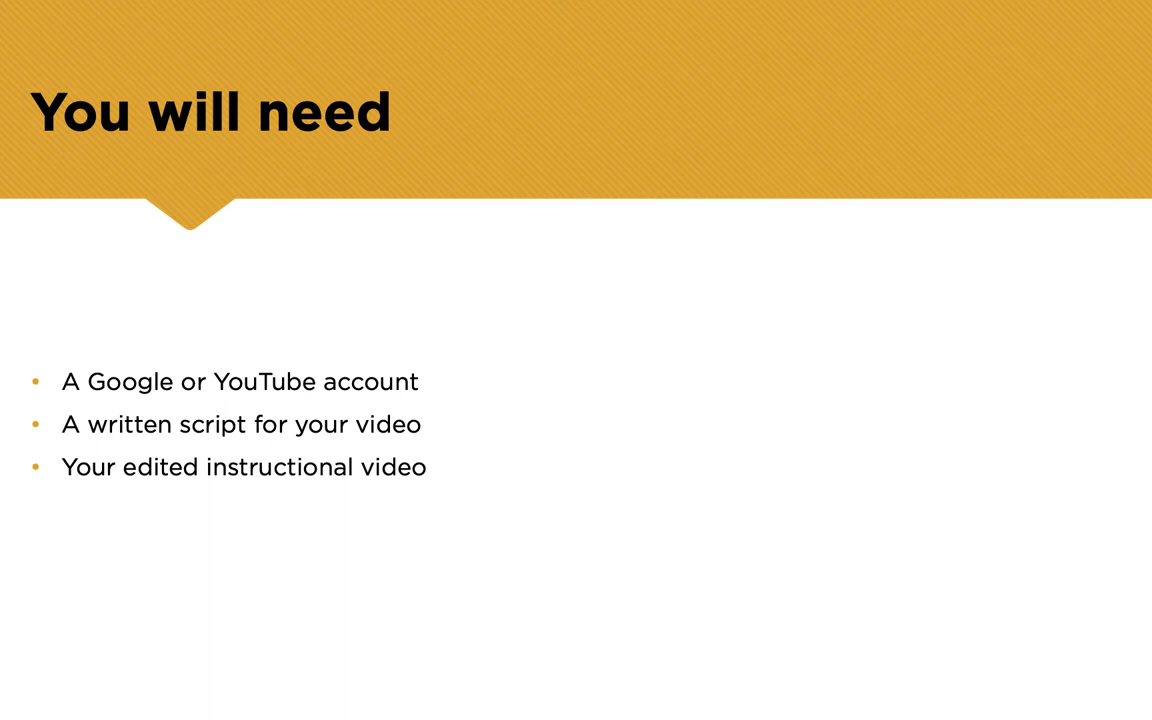 You will need
• A Google or YouTube account
• A written script for your video
• Your edited instructional video